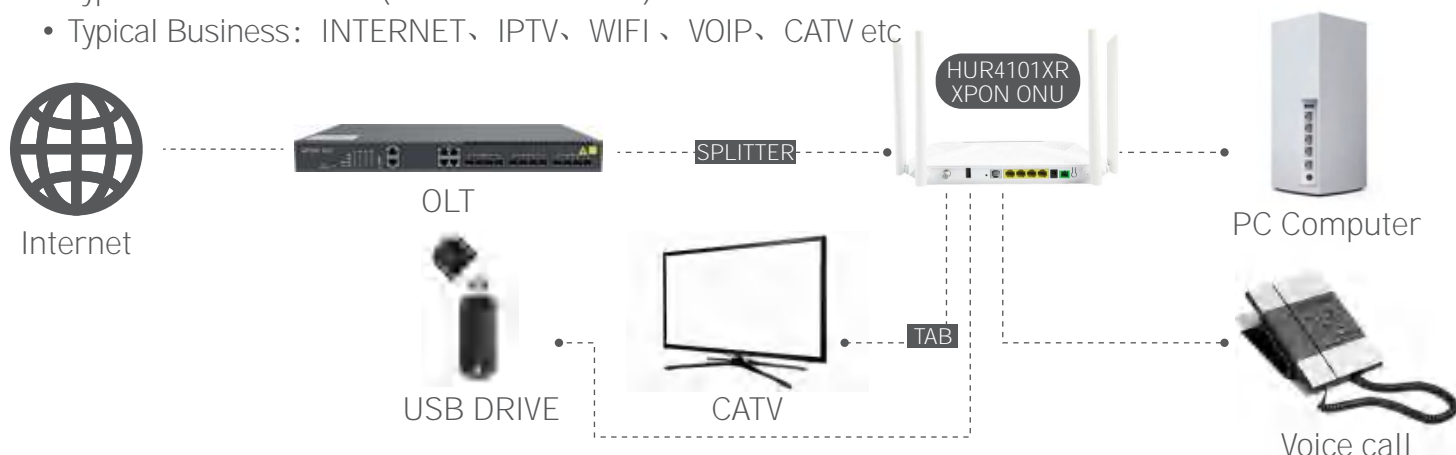 • Typical Business: INTERNET、IPTV、WIFI 、VOIP、CATV etc
HUR4101XR
XPON ONU
SPLITTER
OLT
Internet
PC Computer
TAB
USB DRIVE
CATV
Voice call